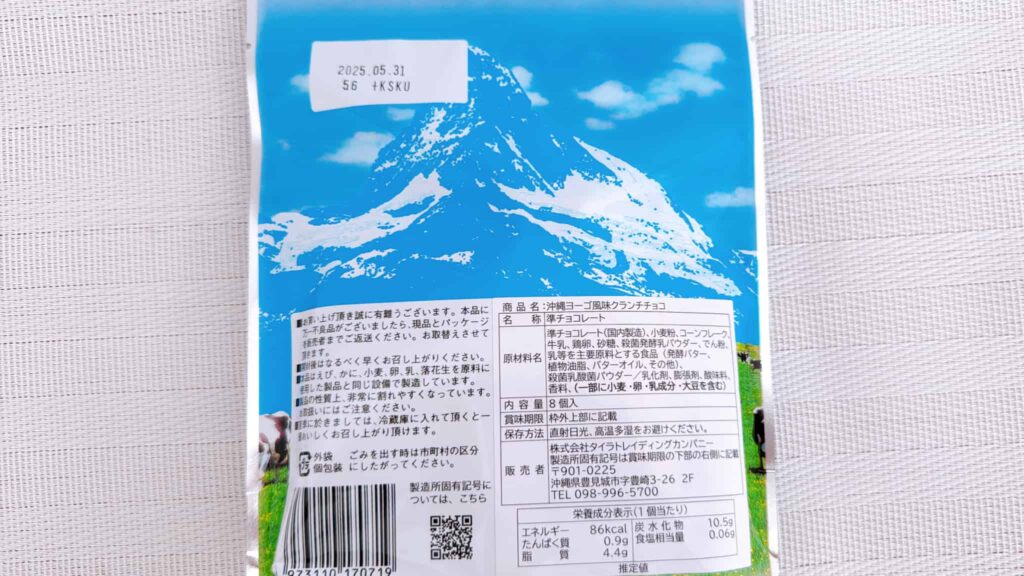 2025.05.31
56 +KSKU
■お買い上げ頂き誠に有難うございます。本品に
万一不良品がございましたら、現品とパッケージ
を販売者までご返送ください。お取替えさせて
頂きます。
■開封後はなるべく早くお召し上がりください。
■本品はえび、かに、小麦、卵、乳、落花生を原料に
使用した製品と同じ設備で製造しています。
■製品の性質上、非常に割れやすくなっています。
お取扱いにはご注意ください。
■夏季に於きましては、冷蔵庫に入れて頂くと一
層おいしくお召し上がり頂けます。
外袋
個包装
ごみを出す時は市町村の区分
にしたがってください。
製造所固有記号に
ついては、こちら
873110 170719
商品名:沖縄ヨーゴ風味クランチチョコ
名称 準チョコレート
原材料名 準チョコレート(国内製造)、小麦粉、コーンフレーク、
牛乳、鶏卵、砂糖、殺菌発酵乳パウダー、でん粉、
乳等を主要原料とする食品(発酵バター、
植物油脂、バターオイル、その他)、
殺菌乳酸菌パウダー/乳化剤、膨張剤、酸味料、
香料、(一部に小麦・卵・乳成分・大豆を含む)
内容量 8個入
賞味期限 枠外上部に記載
保存方法 直射日光、高温多湿をお避けください。
販売者 株式会社タイラトレイディングカンパニー
製造所固有記号は賞味期限の下部の右側に記載
〒901-0225
沖縄県豊見城市字豊崎3-26 2F
TEL 098-996-5700
栄養成分表示(1個当たり)
エネルギー 86kcal 炭水化物 10.5g
たんぱく質 0.9g 食塩相当量 0.06g
脂質 4.4g
推定値